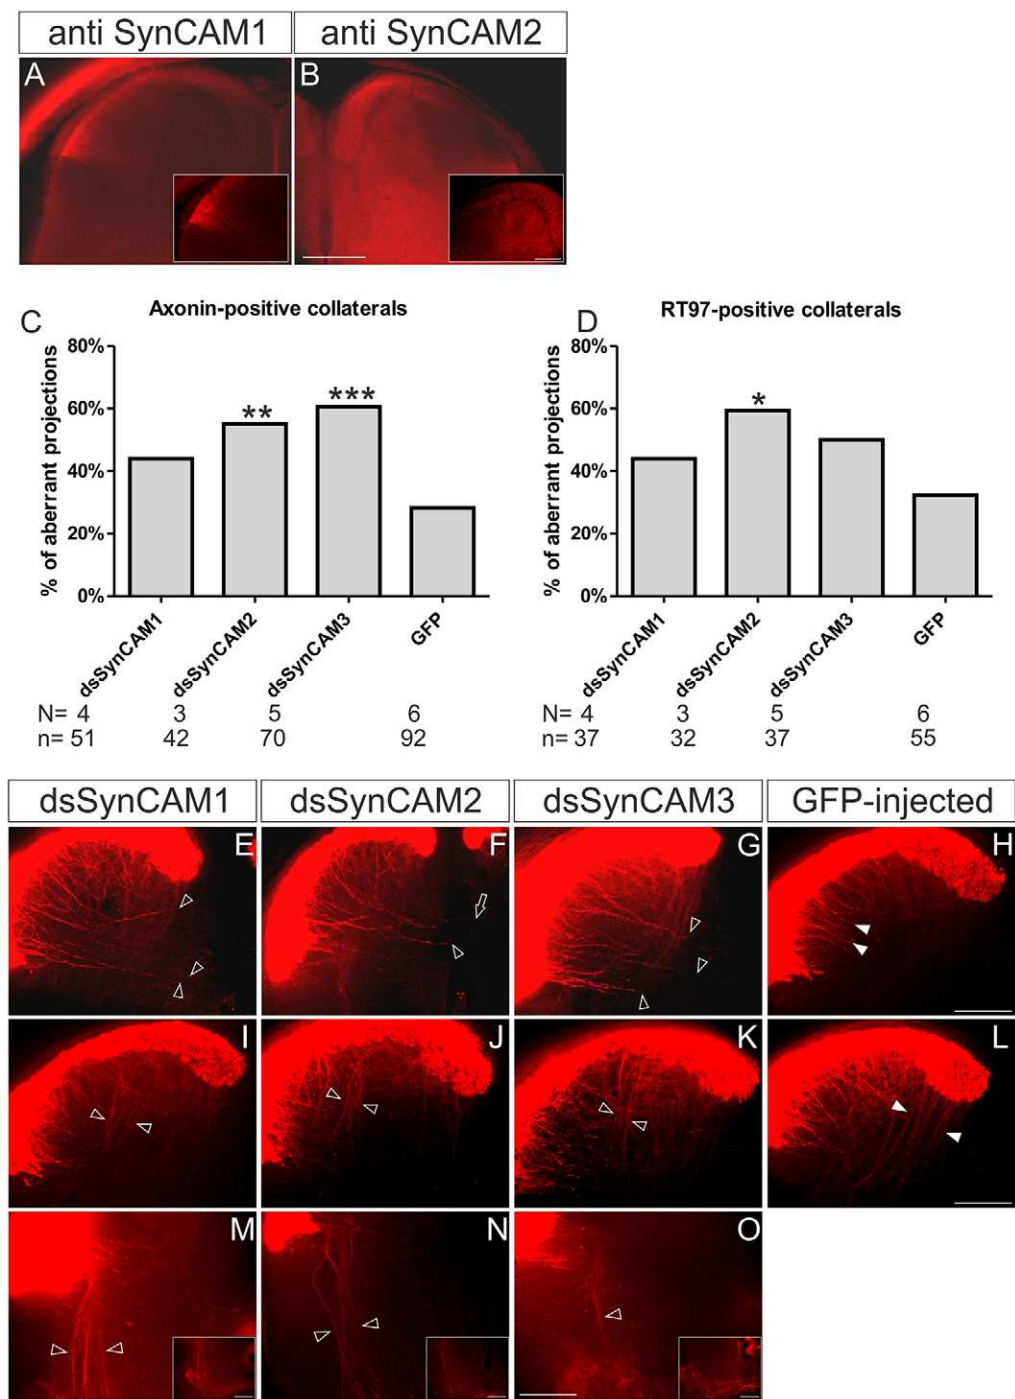 anti SynCAM1 anti SynCAM2
A B
C Axonin-positive collaterals
% of aberrant projections
80%
60%
40%
20%
0%
** ***
dsSynCAM1 dsSynCAM2 dsSynCAM3 GFP
N= 4 3 5 6
n= 51 42 70 92
D RT97-positive collaterals
% of aberrant projections
80%
60%
40%
20%
0%
*
dsSynCAM1 dsSynCAM2 dsSynCAM3 GFP
N= 4 3 5 6
n= 37 32 37 55
dsSynCAM1 dsSynCAM2 dsSynCAM3 GFP-injected
E F G H
I J K L
M N O